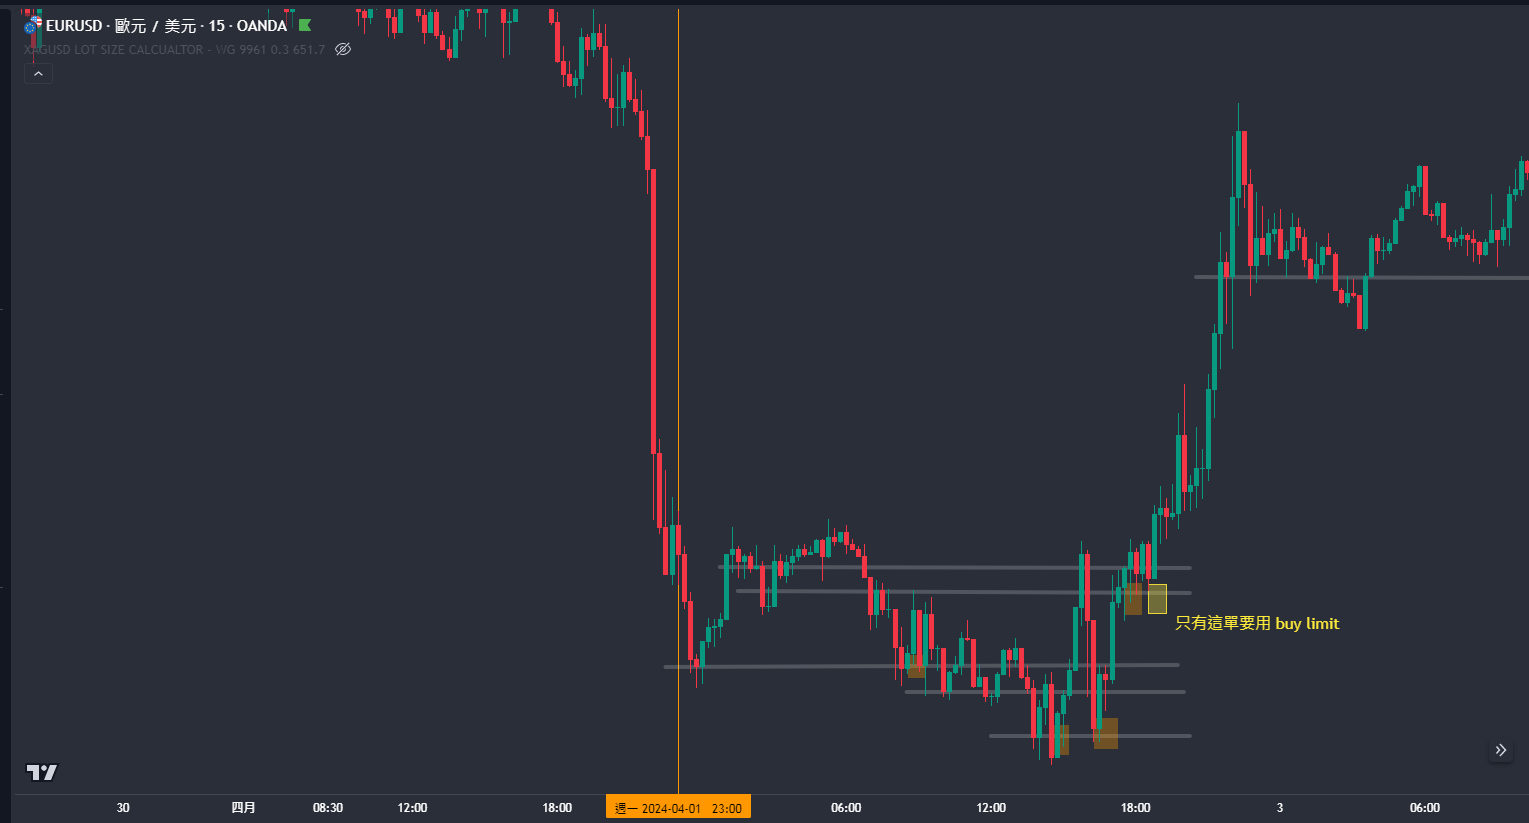 EURUSD · 歐元 / 美元 · 15 · OANDA
XAGUSD LOT SIZE CALCUALTOR - WG 9961 0.3 651.7
只有這單要用 buy limit
30 四月 08:30 12:00 18:00 週一 2024-04-01 23:00 06:00 12:00 18:00 3 06:00